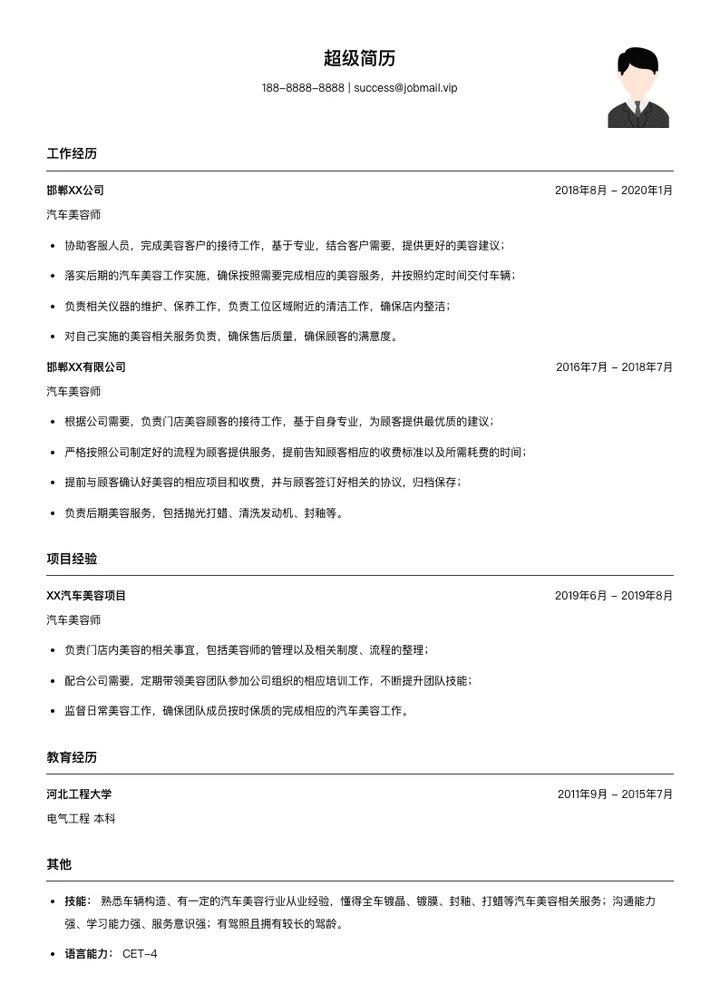 超级简历
188-8888-8888 | success@jobmail.vip
工作经历
邯郸XX公司 2018年8月 – 2020年1月
汽车美容师
• 协助客服人员，完成美容客户的接待工作，基于专业，结合客户需要，提供更好的美容建议；
• 落实后期的汽车美容工作实施，确保按照需要完成相应的美容服务，并按照约定时间交付车辆；
• 负责相关仪器的维护、保养工作，负责工位区域附近的清洁工作，确保店内整洁；
• 对自己实施的美容相关服务负责，确保售后质量，确保顾客的满意度。
邯郸XX有限公司 2016年7月 – 2018年7月
汽车美容师
• 根据公司需要，负责门店美容顾客的接待工作，基于自身专业，为顾客提供最优质的建议；
• 严格按照公司制定好的流程为顾客提供服务，提前告知顾客相应的收费标准以及所需耗费的时间；
• 提前与顾客确认好美容的相应项目和收费，并与顾客签订好相关的协议，归档保存；
• 负责后期美容服务，包括抛光打蜡、清洗发动机、封釉等。
项目经验
XX汽车美容项目 2019年6月 – 2019年8月
汽车美容师
• 负责门店内美容的相关事宜，包括美容师的管理以及相关制度、流程的整理；
• 配合公司需要，定期带领美容团队参加公司组织的相应培训工作，不断提升团队技能；
• 监督日常美容工作，确保团队成员按时保质的完成相应的汽车美容工作。
教育经历
河北工程大学 2011年9月 – 2015年7月
电气工程 本科
其他
• 技能： 熟悉车辆构造、有一定的汽车美容行业从业经验，懂得全车镀晶、镀膜、封釉、打蜡等汽车美容相关服务；沟通能力
强、学习能力强、服务意识强；有驾照且拥有较长的驾龄。
• 语言能力： CET-4